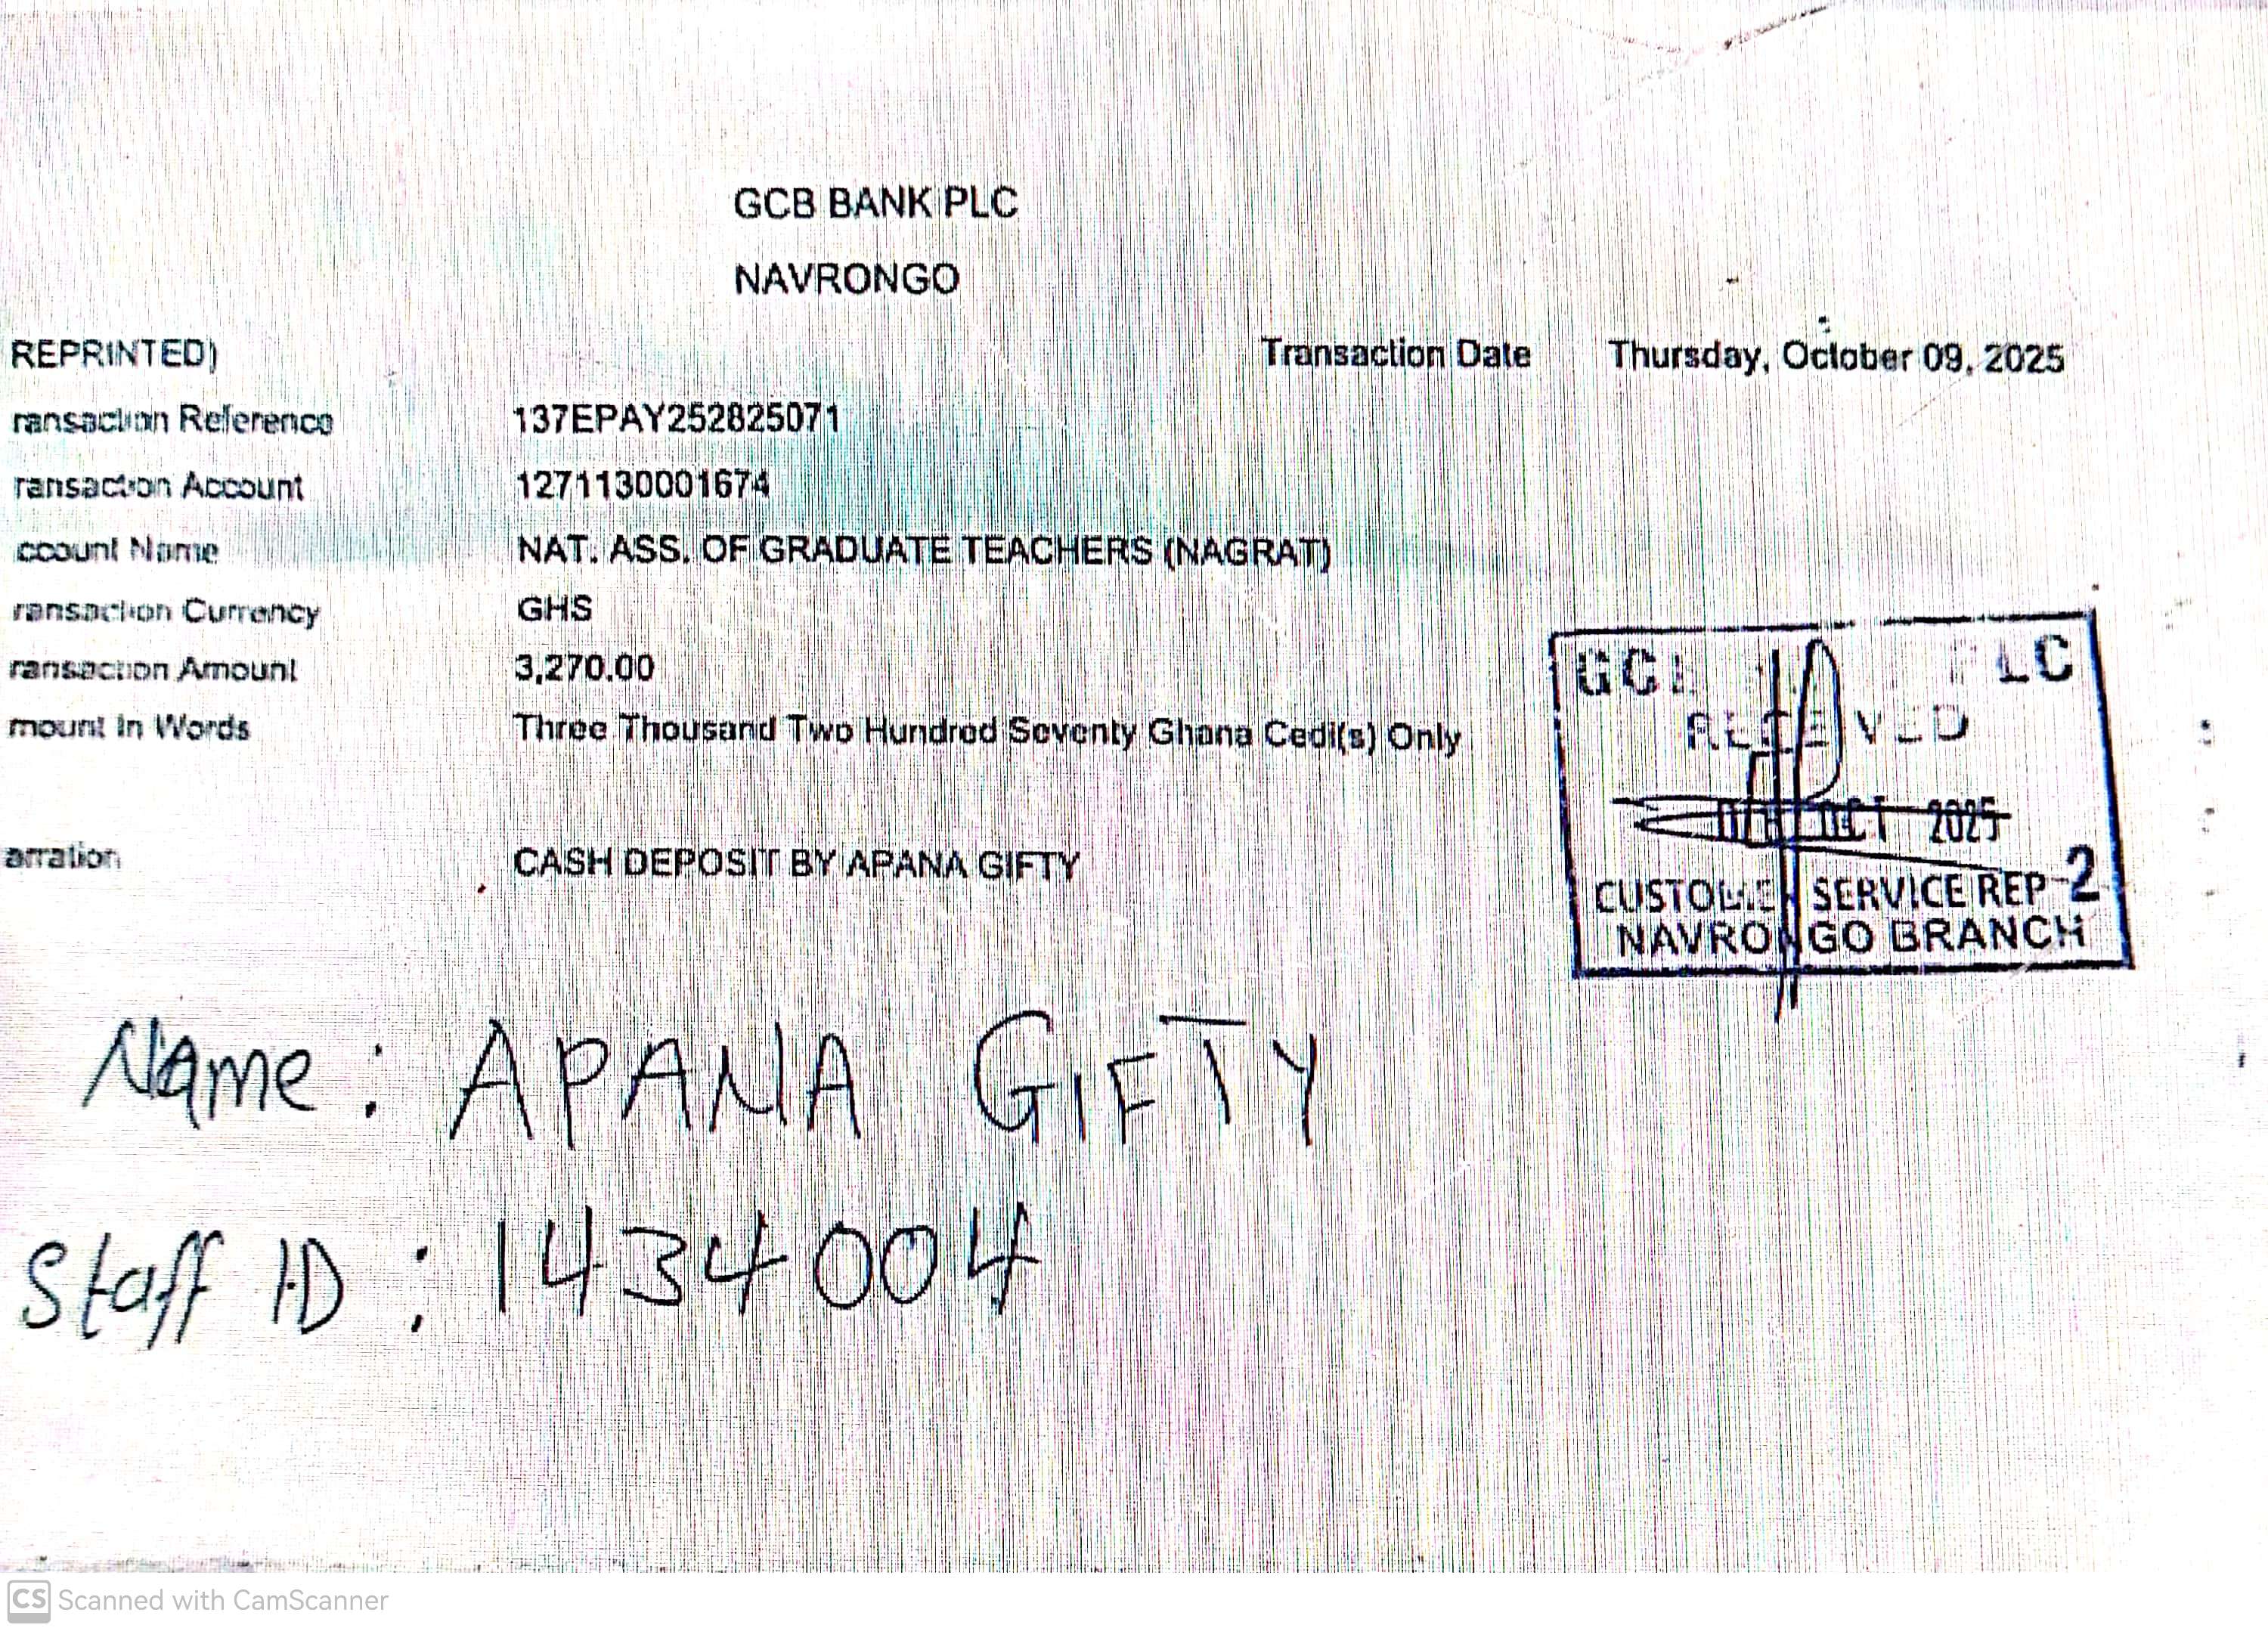 GCB BANK PLC
NAVRONGO
REPRINTED) Transaction Date Thursday, October 09, 2025
ransaction Reference 137EPAY252825071
ransaction Account 1271130001674
ccount Name NAT. ASS. OF GRADUATE TEACHERS (NAGRAT)
ransaction Currency GHS
ransaction Amount 3,270.00
mount in Words Three Thousand Two Hundred Seventy Ghana Cedi(s) Only
arration CASH DEPOSIT BY APANA GIFTY
OCT 2025
SERVICE REP 2
NAVRONGO BRANCH
Name: APANA GIFTY
Staff ID: 1434004
CS Scanned with CamScanner